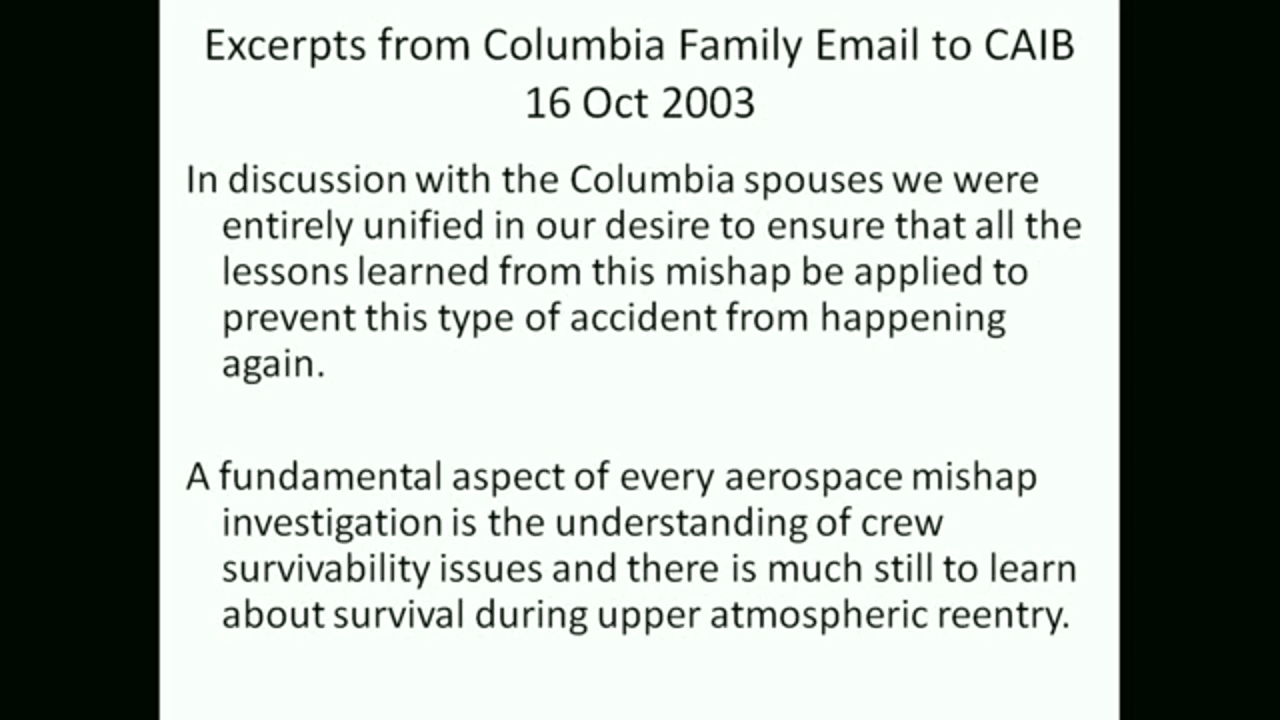 Excerpts from Columbia Family Email to CAIB
16 Oct 2003
In discussion with the Columbia spouses we were
entirely unified in our desire to ensure that all the
lessons learned from this mishap be applied to
prevent this type of accident from happening
again.
A fundamental aspect of every aerospace mishap
investigation is the understanding of crew
survivability issues and there is much still to learn
about survival during upper atmospheric reentry.